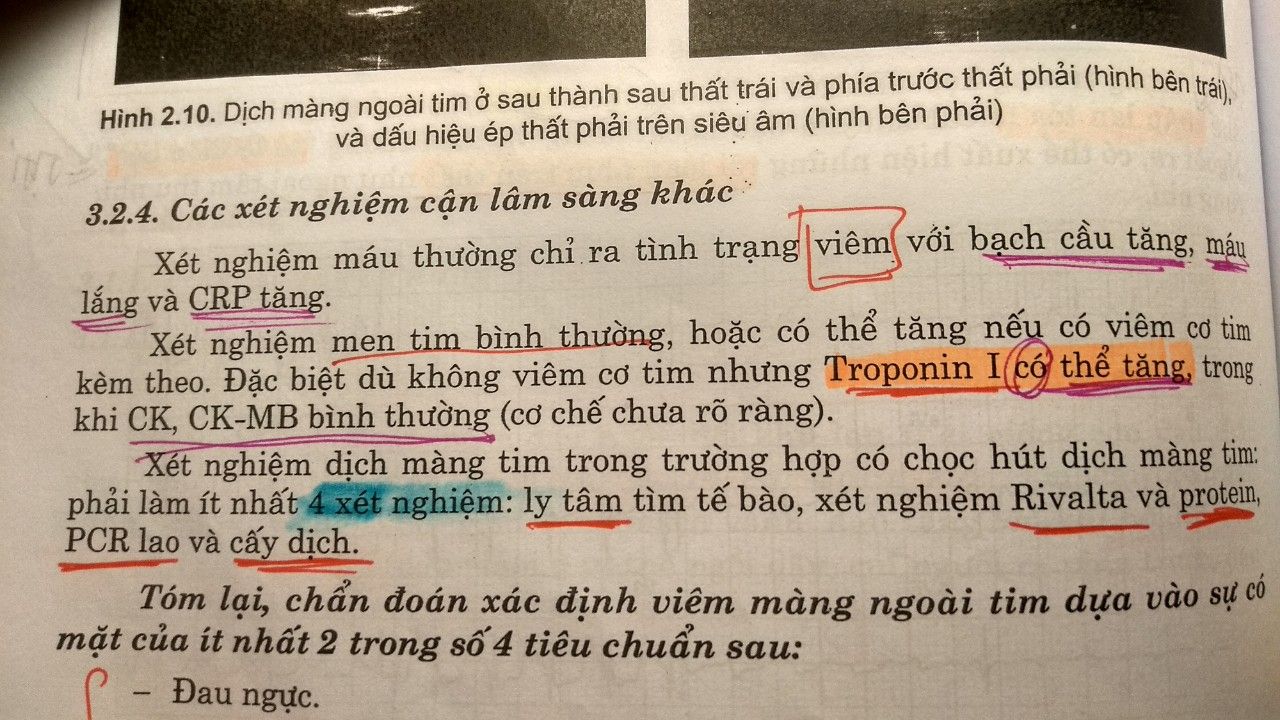 Hình 2.10. Dịch màng ngoài tim ở sau thành sau thất trái và phía trước thất phải (hình bên trái),
và dấu hiệu ép thất phải trên siêu âm (hình bên phải)
3.2.4. Các xét nghiệm cận lâm sàng khác
Xét nghiệm máu thường chỉ ra tình trạng viêm với bạch cầu tăng, máu
lắng và CRP tăng.
Xét nghiệm men tim bình thường, hoặc có thể tăng nếu có viêm cơ tim
kèm theo. Đặc biệt dù không viêm cơ tim nhưng Troponin I có thể tăng, trong
khi CK, CK-MB bình thường (cơ chế chưa rõ ràng).
Xét nghiệm dịch màng tim trong trường hợp có chọc hút dịch màng tim:
phải làm ít nhất 4 xét nghiệm: ly tâm tìm tế bào, xét nghiệm Rivalta và protein,
PCR lao và cấy dịch.
Tóm lại, chẩn đoán xác định viêm màng ngoài tim dựa vào sự có
mặt của ít nhất 2 trong số 4 tiêu chuẩn sau:
– Đau ngực.